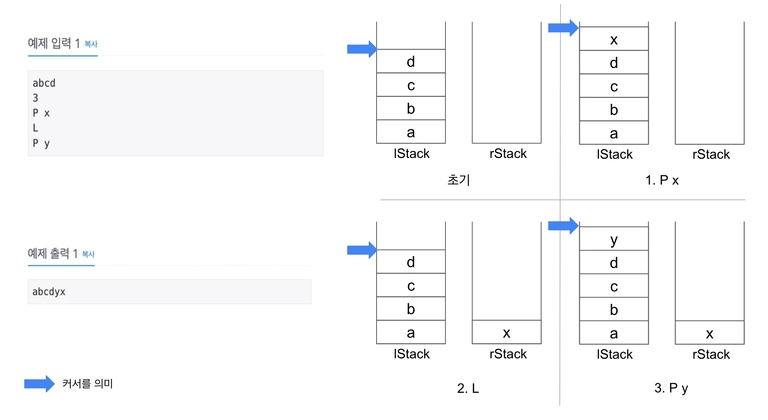 예제 입력 1 복사
abcd
3
P x
L
P y
예제 출력 1 복사
abcdyx
커서를 의미
d
c
b
a
lStack
rStack
초기
x
d
c
b
a
lStack
rStack
1. P x
d
c
b
a
x
lStack
rStack
2. L
y
d
c
b
a
x
lStack
rStack
3. P y